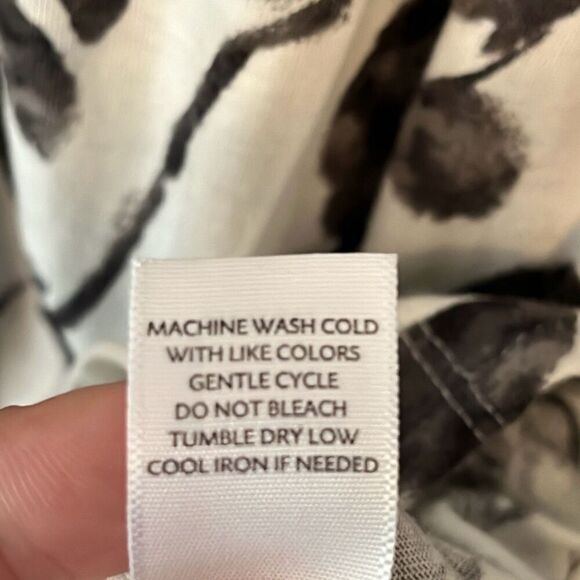 MACHINE WASH COLD
WITH LIKE COLORS
GENTLE CYCLE
DO NOT BLEACH
TUMBLE DRY LOW
COOL IRON IF NEEDED